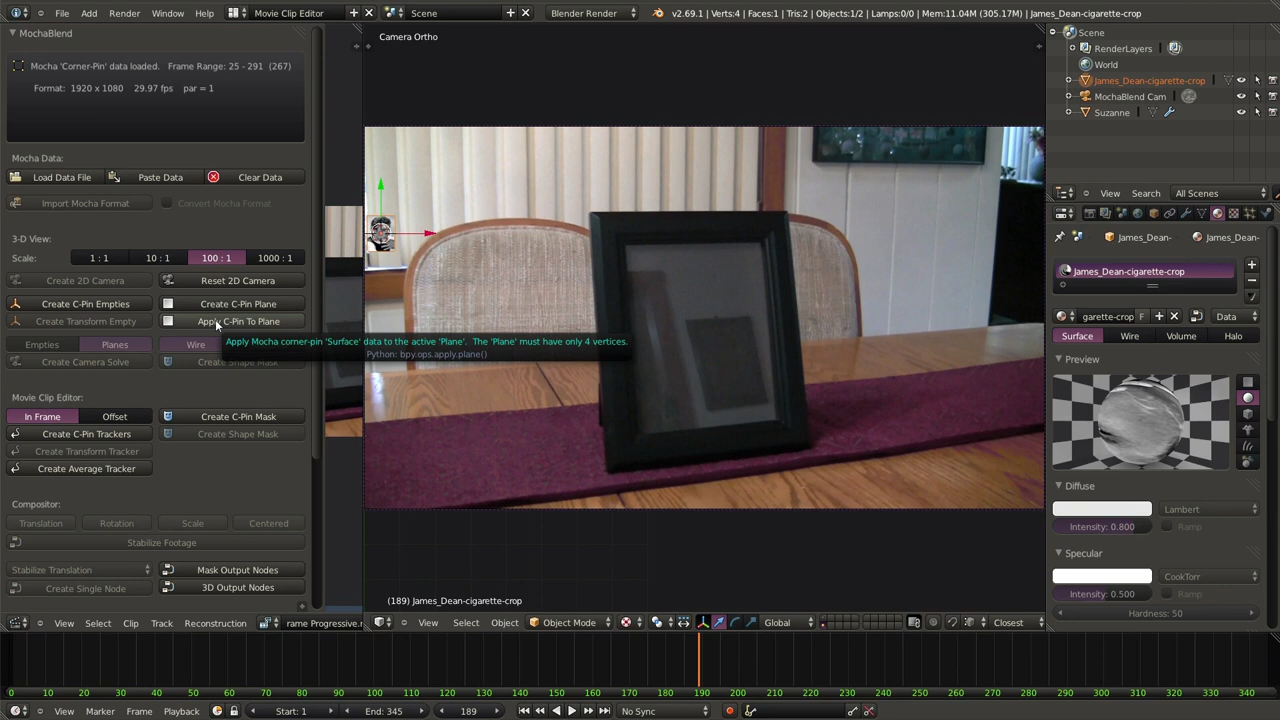 File Add Render Window Help Movie Clip Editor Scene Blender Render v2.69.1 | Verts:4 | Faces:1 | Tris:2 | Objects:1/2 | Lamps:0/0 | Mem:11.04M (305.17M) | James_Dean-cigarette-crop
MochaBlend
Mocha 'Corner-Pin' data loaded. Frame Range: 25 - 291 (267)
Format: 1920 x 1080 29.97 fps par = 1
Mocha Data:
Load Data File Paste Data Clear Data
Import Mocha Format Convert Mocha Format
3-D View:
Scale: 1 : 1 10 : 1 100 : 1 1000 : 1
Create 2D Camera Reset 2D Camera
Create C-Pin Empties Create C-Pin Plane
Create Transform Empty Apply C-Pin To Plane
Empties Planes Wire
Apply Mocha corner-pin 'Surface' data to the active 'Plane'. The 'Plane' must have only 4 vertices.
Python: bpy.ops.apply.plane()
Create Camera Solve Create Shape Mask
Movie Clip Editor:
In Frame Offset Create C-Pin Mask
Create C-Pin Trackers Create Shape Mask
Create Transform Tracker
Create Average Tracker
Compositor:
Translation Rotation Scale Centered
Stabilize Footage
Stabilize Translation Mask Output Nodes
Create Single Node 3D Output Nodes
View Select Clip Track Reconstruction rame Progressive.r
Camera Ortho
(189) James_Dean-cigarette-crop
View Select Object Object Mode Global Closest
Scene
RenderLayers
World
James_Dean-cigarette-crop
MochaBlend Cam
Suzanne
View Search All Scenes
James_Dean- James_Dean-
James_Dean-cigarette-crop
garette-crop F Data
Surface Wire Volume Halo
Preview
Diffuse
Lambert
Intensity: 0.800 Ramp
Specular
CookTorr
Intensity: 0.500 Ramp
Hardness: 50
0 10 20 30 40 50 60 70 80 90 100 110 120 130 140 150 160 170 180 190 200 210 220 230 240 250 260 270 280 290 300 310 320 330 340
View Marker Frame Playback Start: 1 End: 345 189 No Sync